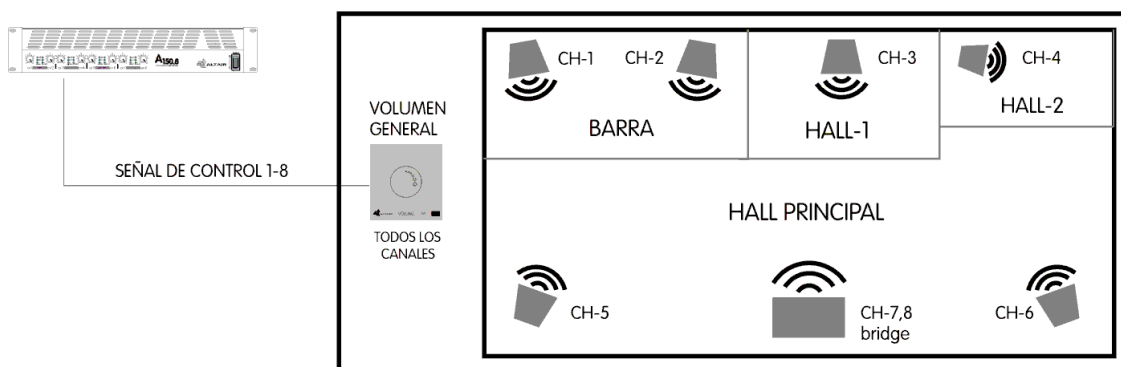 A150.8
ALTAIR
VOLUMEN
GENERAL
SEÑAL DE CONTROL 1-8
VOLUME
TODOS LOS
CANALES
CH-1
CH-2
BARRA
CH-3
HALL-1
CH-4
HALL-2
HALL PRINCIPAL
CH-5
CH-7,8
bridge
CH-6